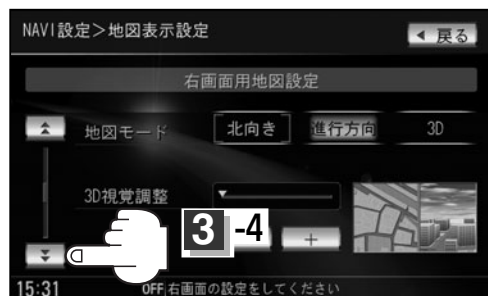 NAVI設定＞地図表示設定
戻る
右画面用地図設定
地図モード 北向き 進行方向 3D
3D視覚調整
3-4
+
15:31 OFF 右画面の設定をしてください